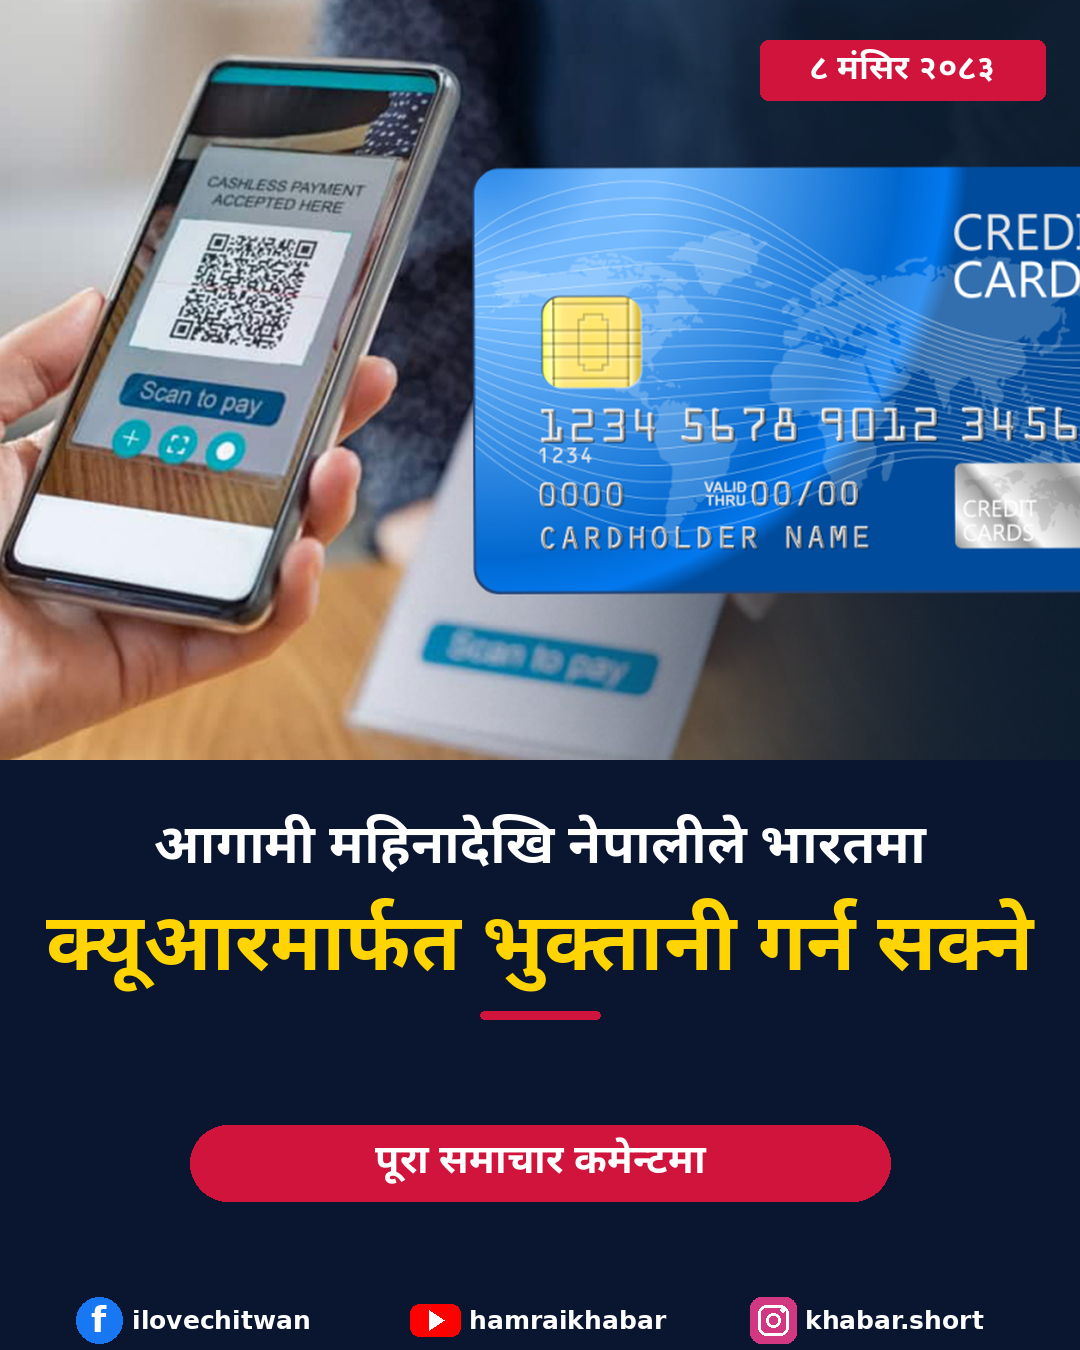 ८ मंसिर २०८३
CASHLESS PAYMENT
ACCEPTED HERE
Scan to pay
CREDI
CARD
1234 5678 9012 3456
1234
0000 VALID THRU 00/00
CARDHOLDER NAME
CREDIT
CARDS
Scan to pay
आगामी महिनादेखि नेपालीले भारतमा
क्यूआरमार्फत भुक्तानी गर्न सक्ने
पूरा समाचार कमेन्टमा
ilovechitwan hamraikhabar khabar.short